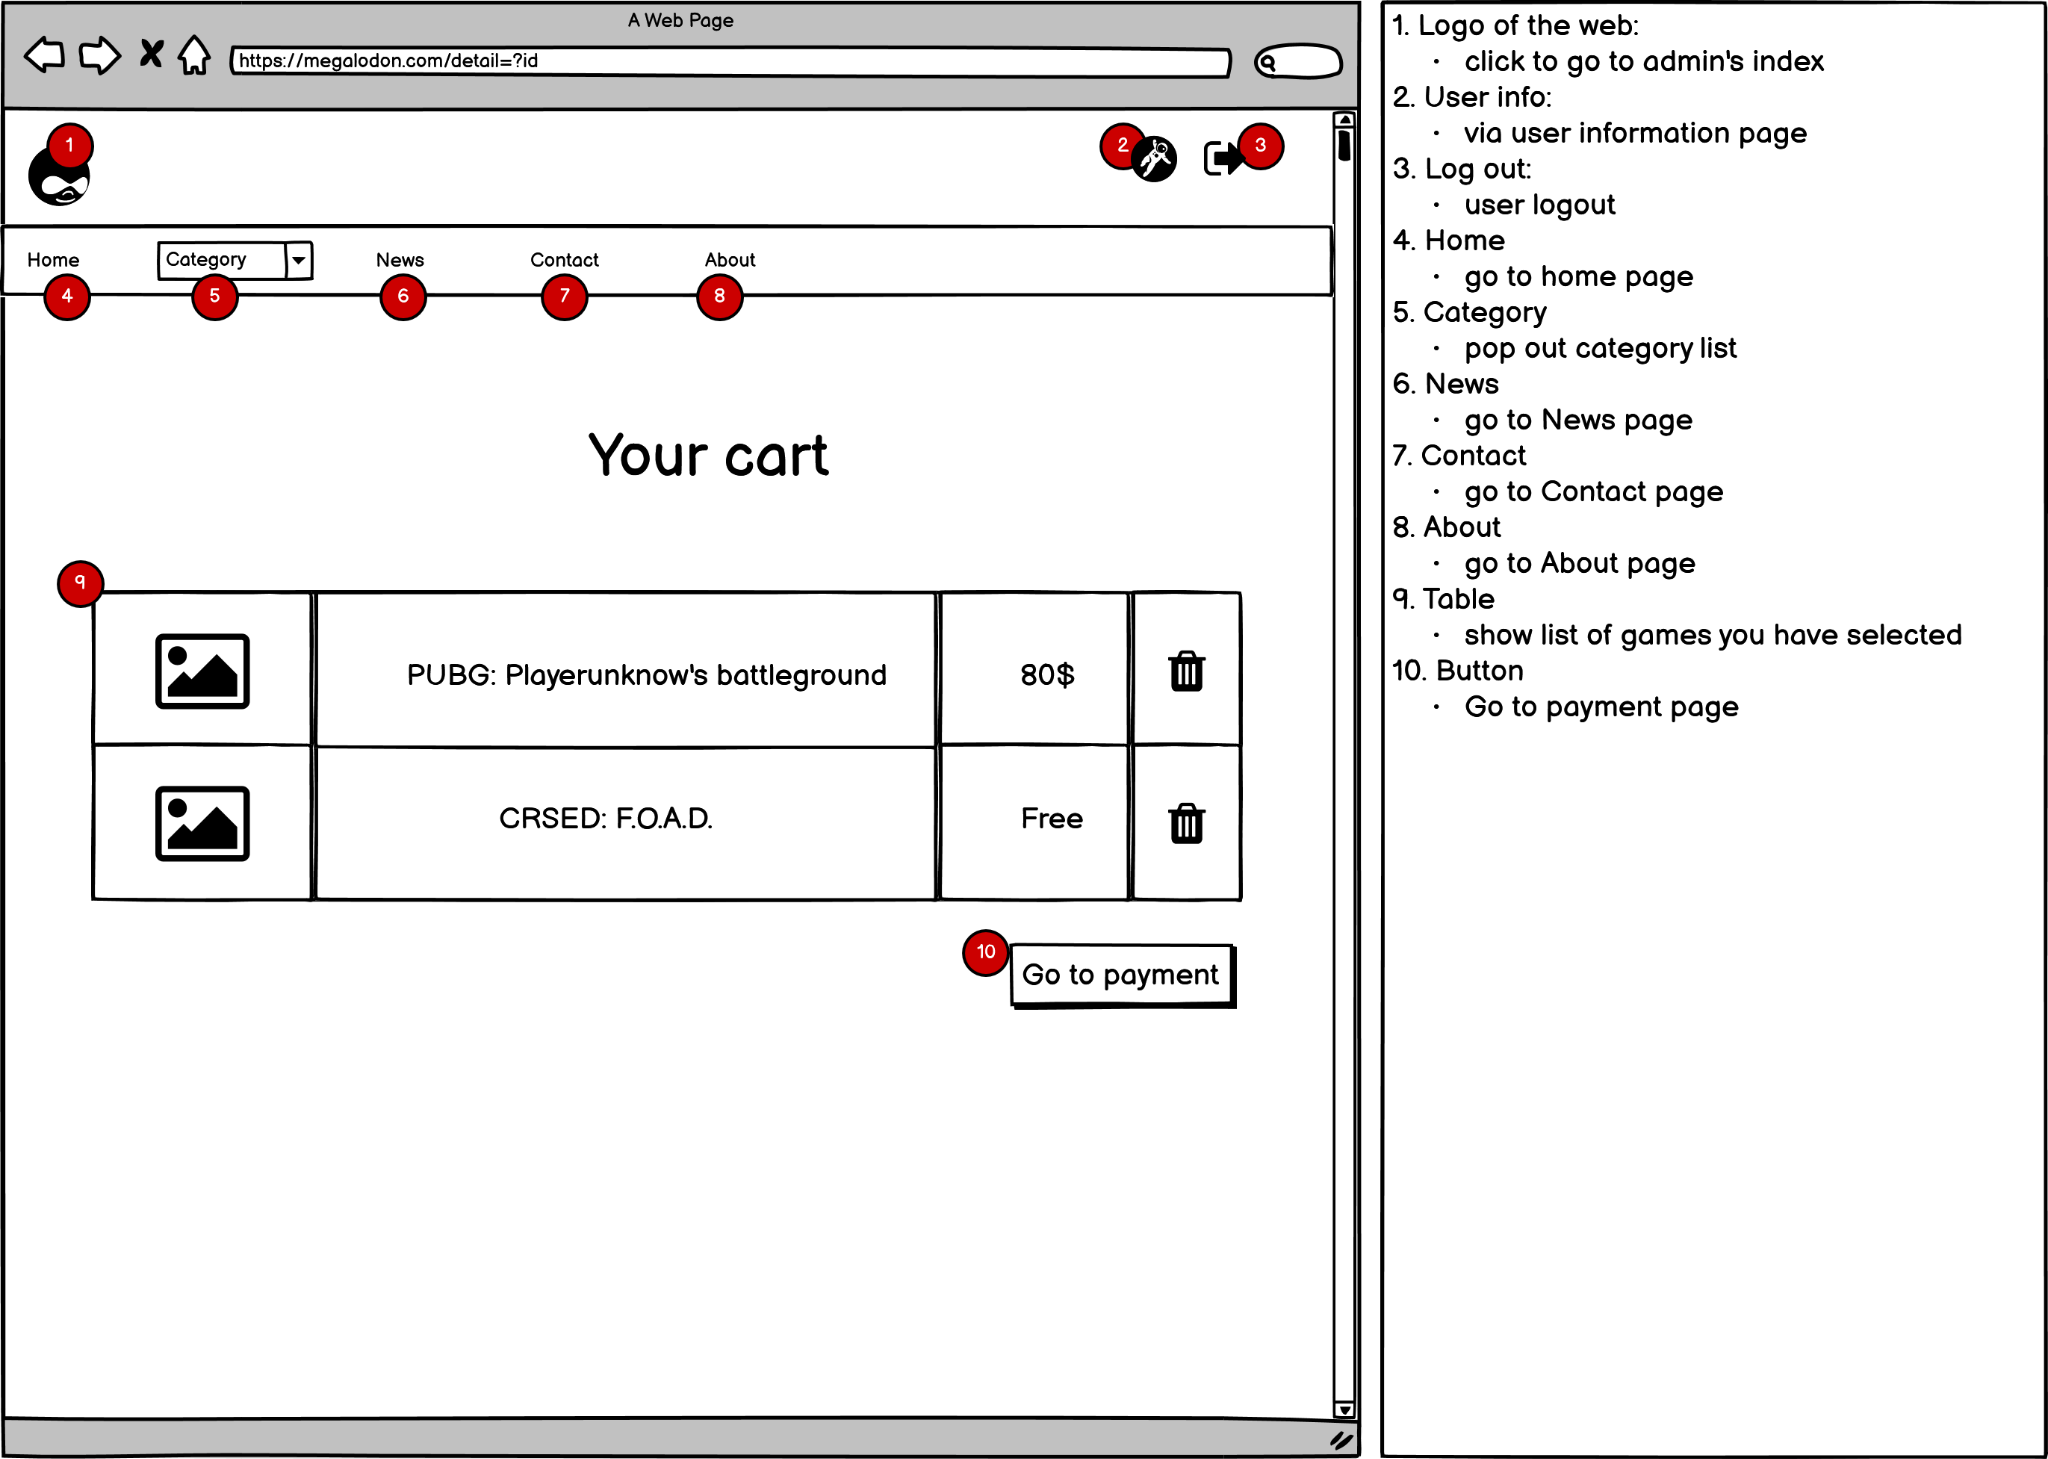 A Web Page
https://megalodon.com/detail=?id
1
2
3
Home
Category
News
Contact
About
4
5
6
7
8
Your cart
9
PUBG: Playerunknow's battleground
80$
CRSED: F.O.A.D.
Free
10
Go to payment
1. Logo of the web:
• click to go to admin's index
2. User info:
• via user information page
3. Log out:
• user logout
4. Home
• go to home page
5. Category
• pop out category list
6. News
• go to News page
7. Contact
• go to Contact page
8. About
• go to About page
9. Table
• show list of games you have selected
10. Button
• Go to payment page